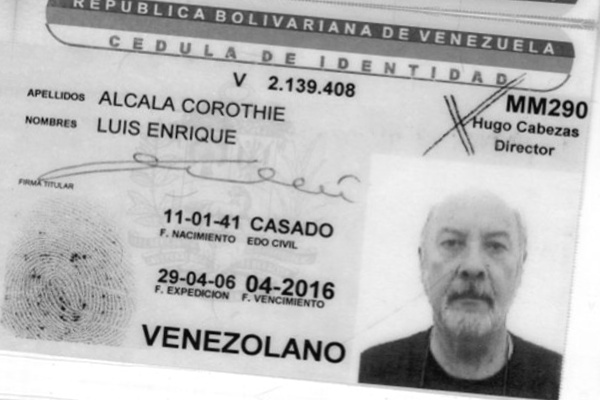 REPUBLICA BOLIVARIANA DE VENEZUELA
CEDULA DE IDENTIDAD
V 2.139.408
APELLIDOS ALCALA COROTHIE
NOMBRES LUIS ENRIQUE
MM290
Hugo Cabezas
Director
FIRMA TITULAR
11-01-41 CASADO
F. NACIMIENTO EDO CIVIL
29-04-06 04-2016
F. EXPEDICION F. VENCIMIENTO
VENEZOLANO